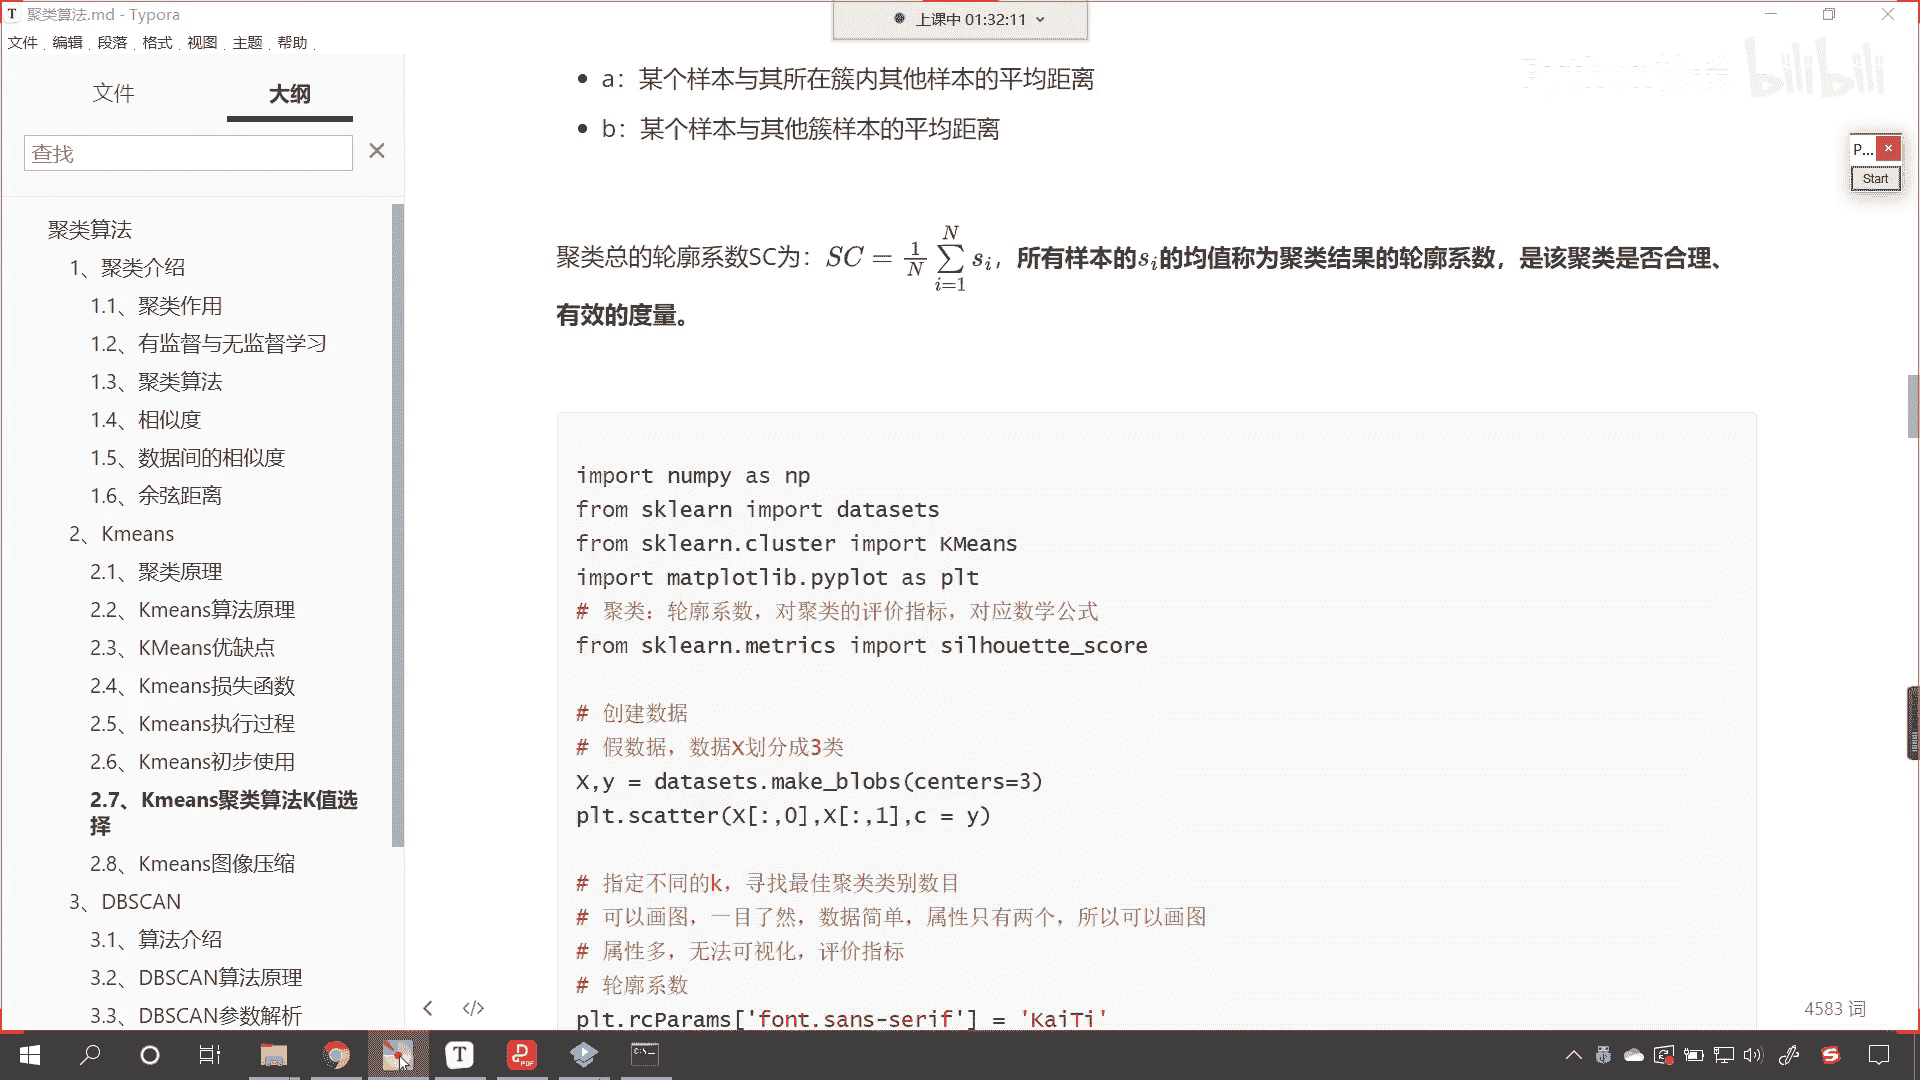 聚类算法.md - Typora
上课中 01:32:11
文件 编辑 段落 格式 视图 主题 帮助
bilibili
文件 大纲
查找
聚类算法
1、聚类介绍
1.1、聚类作用
1.2、有监督与无监督学习
1.3、聚类算法
1.4、相似度
1.5、数据间的相似度
1.6、余弦距离
2、Kmeans
2.1、聚类原理
2.2、Kmeans算法原理
2.3、KMeans优缺点
2.4、Kmeans损失函数
2.5、Kmeans执行过程
2.6、Kmeans初步使用
2.7、Kmeans聚类算法K值选
择
2.8、Kmeans图像压缩
3、DBSCAN
3.1、算法介绍
3.2、DBSCAN算法原理
3.3、DBSCAN参数解析
a：某个样本与其所在簇内其他样本的平均距离
b：某个样本与其他簇样本的平均距离
P...
Start
聚类总的轮廓系数SC为：SC = 1/N ∑_{i=1}^{N} s_i，所有样本的s_i的均值称为聚类结果的轮廓系数，是该聚类是否合理、
有效的度量。
import numpy as np
from sklearn import datasets
from sklearn.cluster import KMeans
import matplotlib.pyplot as plt
# 聚类：轮廓系数，对聚类的评价指标，对应数学公式
from sklearn.metrics import silhouette_score
# 创建数据
# 假数据，数据X划分成3类
X,y = datasets.make_blobs(centers=3)
plt.scatter(X[:,0],X[:,1],c = y)
# 指定不同的k，寻找最佳聚类类别数目
# 可以画图，一目了然，数据简单，属性只有两个，所以可以画图
# 属性多，无法可视化，评价指标
# 轮廓系数
plt.rcParams['font.sans-serif'] = 'KaiTi'
4583 词